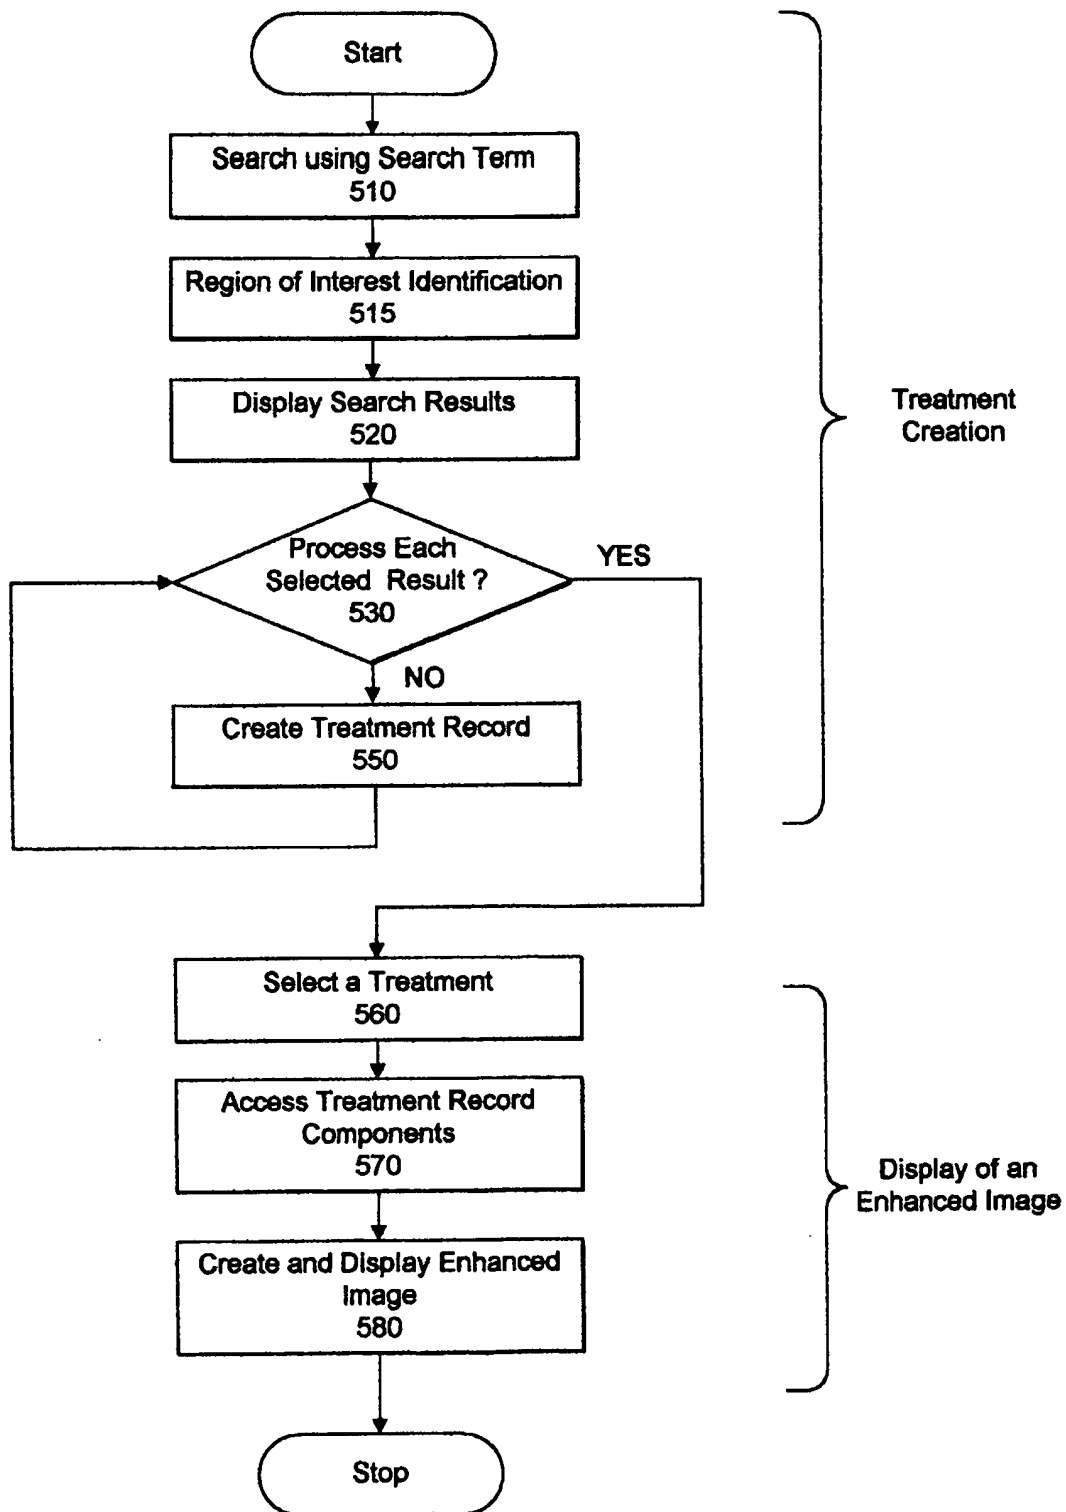 Start
Search using Search Term
510
Region of Interest Identification
515
Display Search Results
520
Treatment
Creation
Process Each
Selected Result ?
530
YES
NO
Create Treatment Record
550
Select a Treatment
560
Access Treatment Record
Components
570
Display of an
Enhanced Image
Create and Display Enhanced
Image
580
Stop